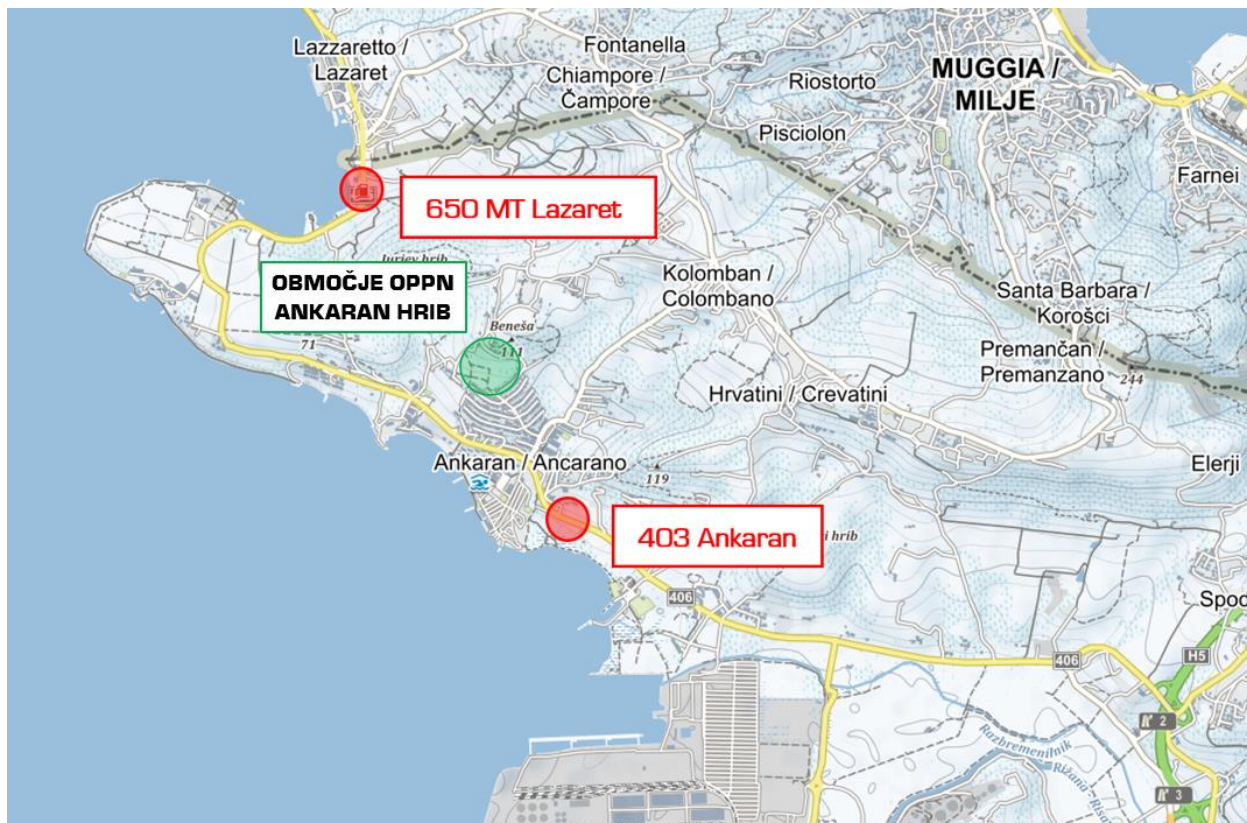 Lazzaretto /
Lazaret
Fontanella
Chiampore /
Čampore
Riostorto
MUGGIA /
MILJE
Pisciolon
Farnei
650 MT Lazaret
Jurjev hrib
OBMOČJE OPPN
ANKARAN HRIB
Kolomban /
Colombano
Santa Barbara /
Korošci
Beneša
111
71
Premančan /
Premanzano
244
Hrvatini / Crevatini
Ankaran / Ancarano
119
Elerji
403 Ankaran
i hrib
406
Spod
406
H5
2
Razbremenilnik
Rižana - Risa
3